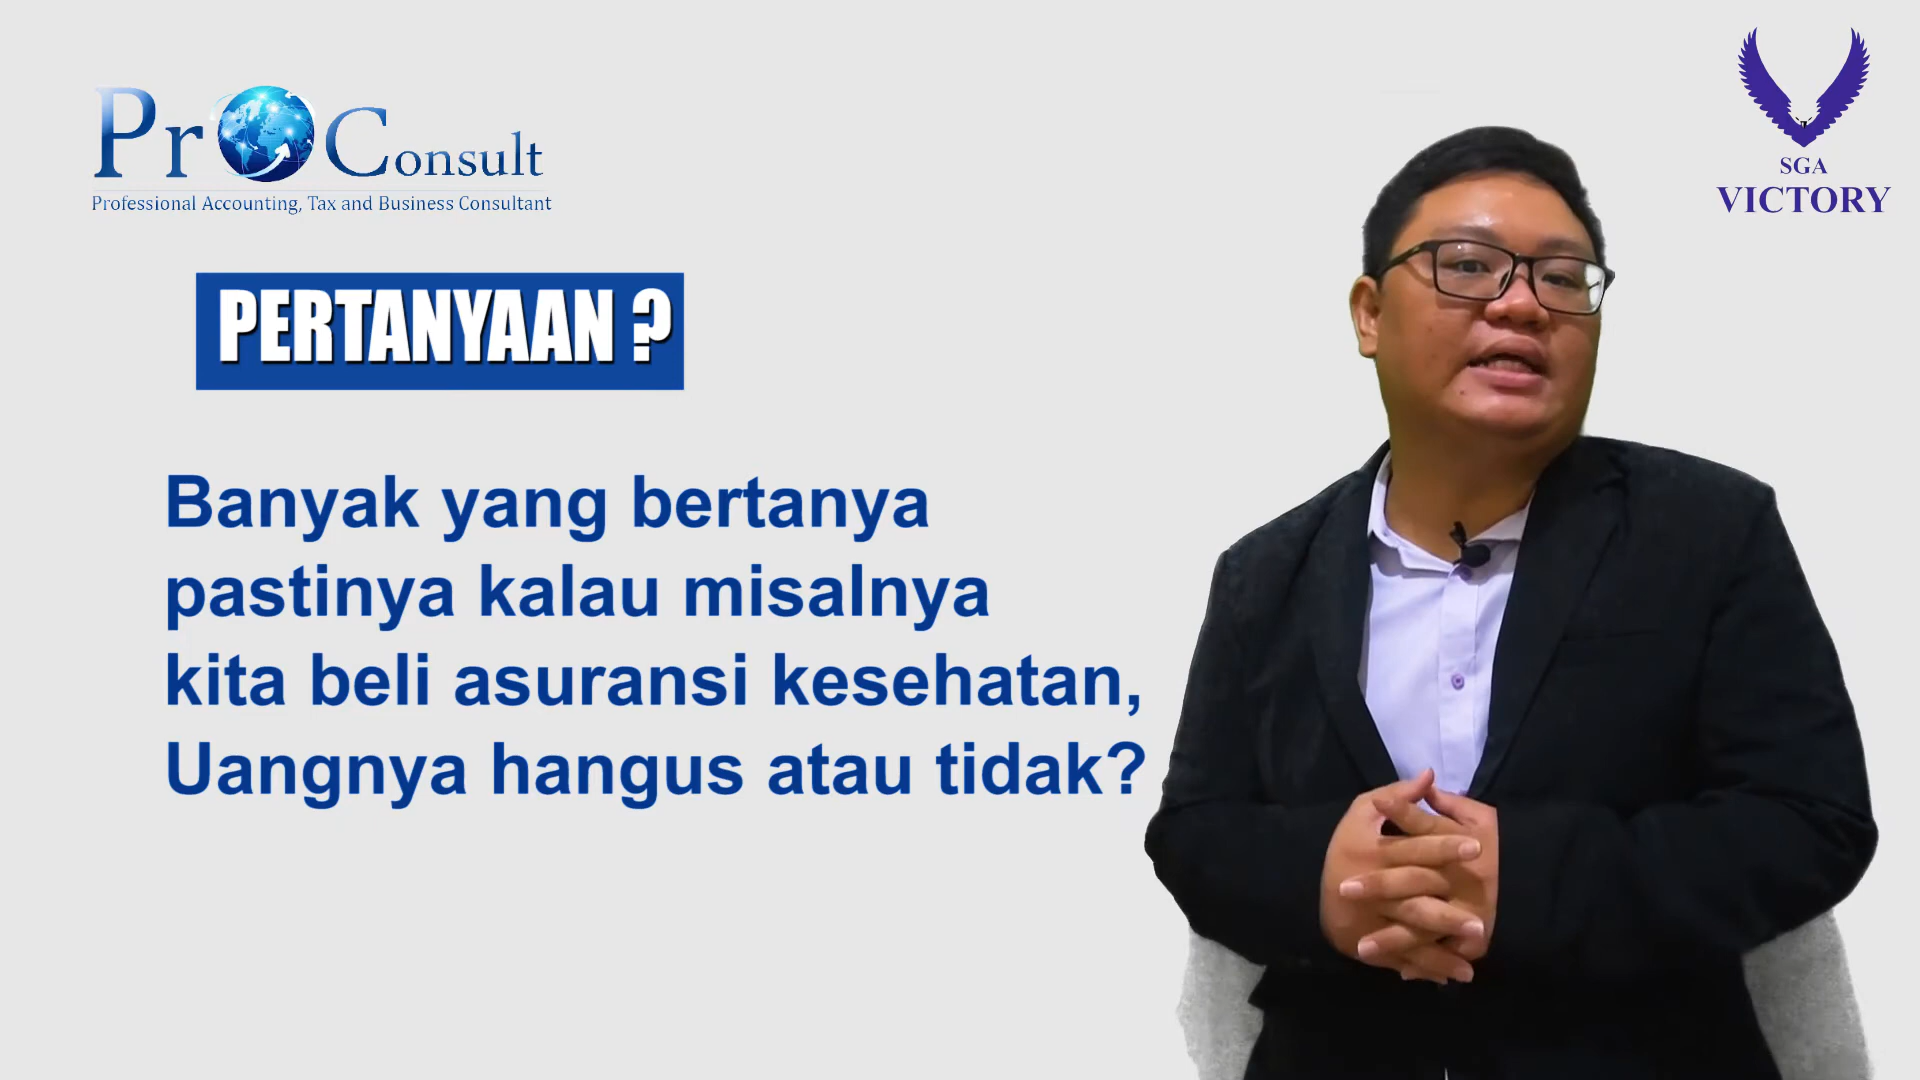 ProConsult
Professional Accounting, Tax and Business Consultant
SGA
VICTORY
PERTANYAAN ?
Banyak yang bertanya
pastinya kalau misalnya
kita beli asuransi kesehatan,
Uangnya hangus atau tidak?